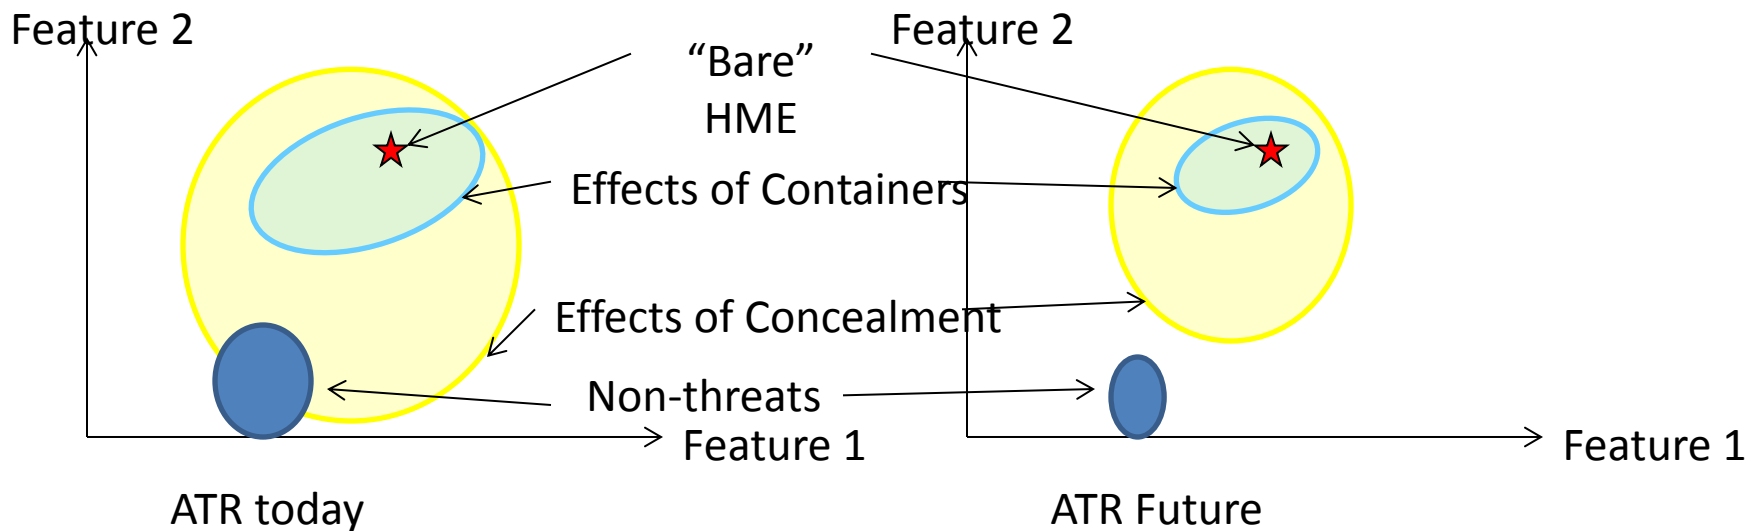 Feature 2
Feature 2
“Bare”
HME
Effects of Containers
Effects of Concealment
Non-threats
Feature 1
Feature 1
ATR today
ATR Future